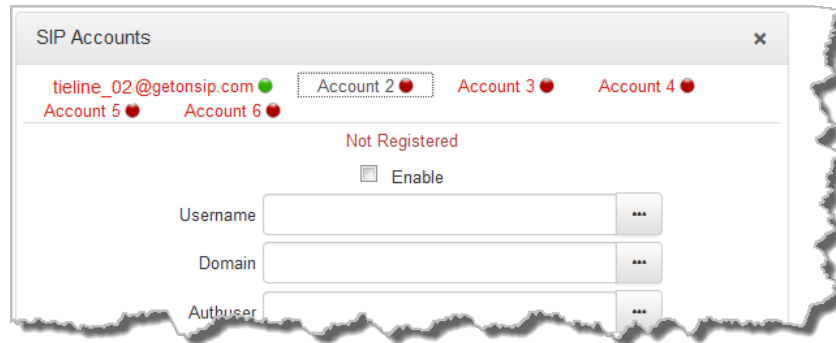 SIP Accounts ×
tieline_02@getonsip.com Account 2 Account 3 Account 4
Account 5 Account 6
Not Registered
Enable
Username ...
Domain ...
Authuser ...